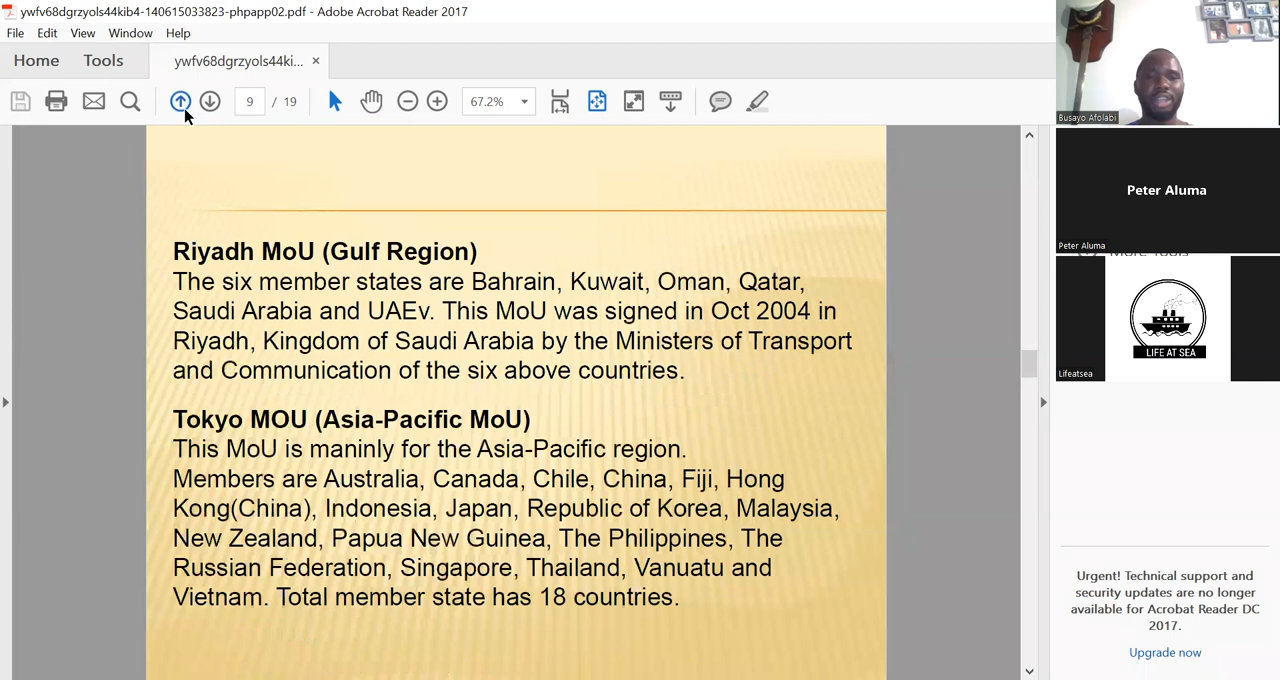 ywfv68dgrzyols44kib4-140615033823-phpapp02.pdf - Adobe Acrobat Reader 2017
File Edit View Window Help
Home Tools ywfv68dgrzyols44ki... ×
9 / 19 67.2%
Riyadh MoU (Gulf Region)
The six member states are Bahrain, Kuwait, Oman, Qatar,
Saudi Arabia and UAEv. This MoU was signed in Oct 2004 in
Riyadh, Kingdom of Saudi Arabia by the Ministers of Transport
and Communication of the six above countries.
Tokyo MOU (Asia-Pacific MoU)
This MoU is maninly for the Asia-Pacific region.
Members are Australia, Canada, Chile, China, Fiji, Hong
Kong(China), Indonesia, Japan, Republic of Korea, Malaysia,
New Zealand, Papua New Guinea, The Philippines, The
Russian Federation, Singapore, Thailand, Vanuatu and
Vietnam. Total member state has 18 countries.
Busayo Afolabi
Peter Aluma
Peter Aluma
More Tools
LIFE AT SEA
Lifeatsea
Urgent! Technical support and
security updates are no longer
available for Acrobat Reader DC
2017.
Upgrade now